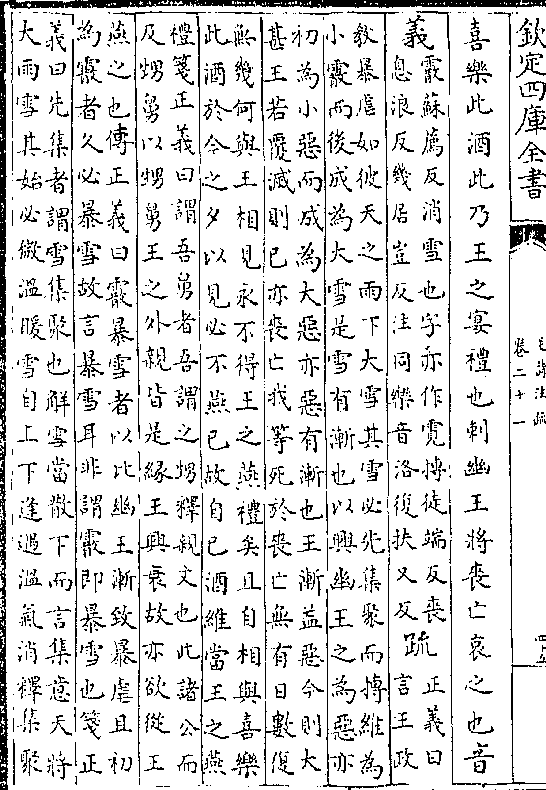 欽定四庫全書
毛詩注疏
卷二十一
喜樂此酒此乃王之宴禮也刺幽王將喪亡哀之也音
義霰蘇薦反消雪也字亦作霓摶徒端反喪
息浪反幾居豈反注同樂音洛復扶又反疏正義曰
言王政
教暴虐如彼天之雨下大雪其雪必先集聚而摶維為
小霰而後成為大雪是雪有漸也以興幽王之為惡亦
初為小惡而成為大惡亦惡有漸也王漸益惡今則大
甚王若覆滅則已亦喪亡我等死於喪亡無有日數復
無幾何與王相見永不得王之燕禮矣且自相與喜樂
此酒於今之夕以見必不燕已故自已酒維當王之燕
禮箋正義曰謂吾舅者吾謂之甥釋親文也此諸公而
及甥舅以甥舅王之外親皆是緣王興衰故亦欲從王
燕之也傳正義曰霰暴雪者以比幽王漸致暴虐且初
為霰者久必暴雪故言暴雪耳非謂霰即暴雪也箋正
義曰先集者謂雪集聚也解雪當散下而言集意天將
大雨雪其始必微溫暖雪自上下逢遇溫氣消釋集聚